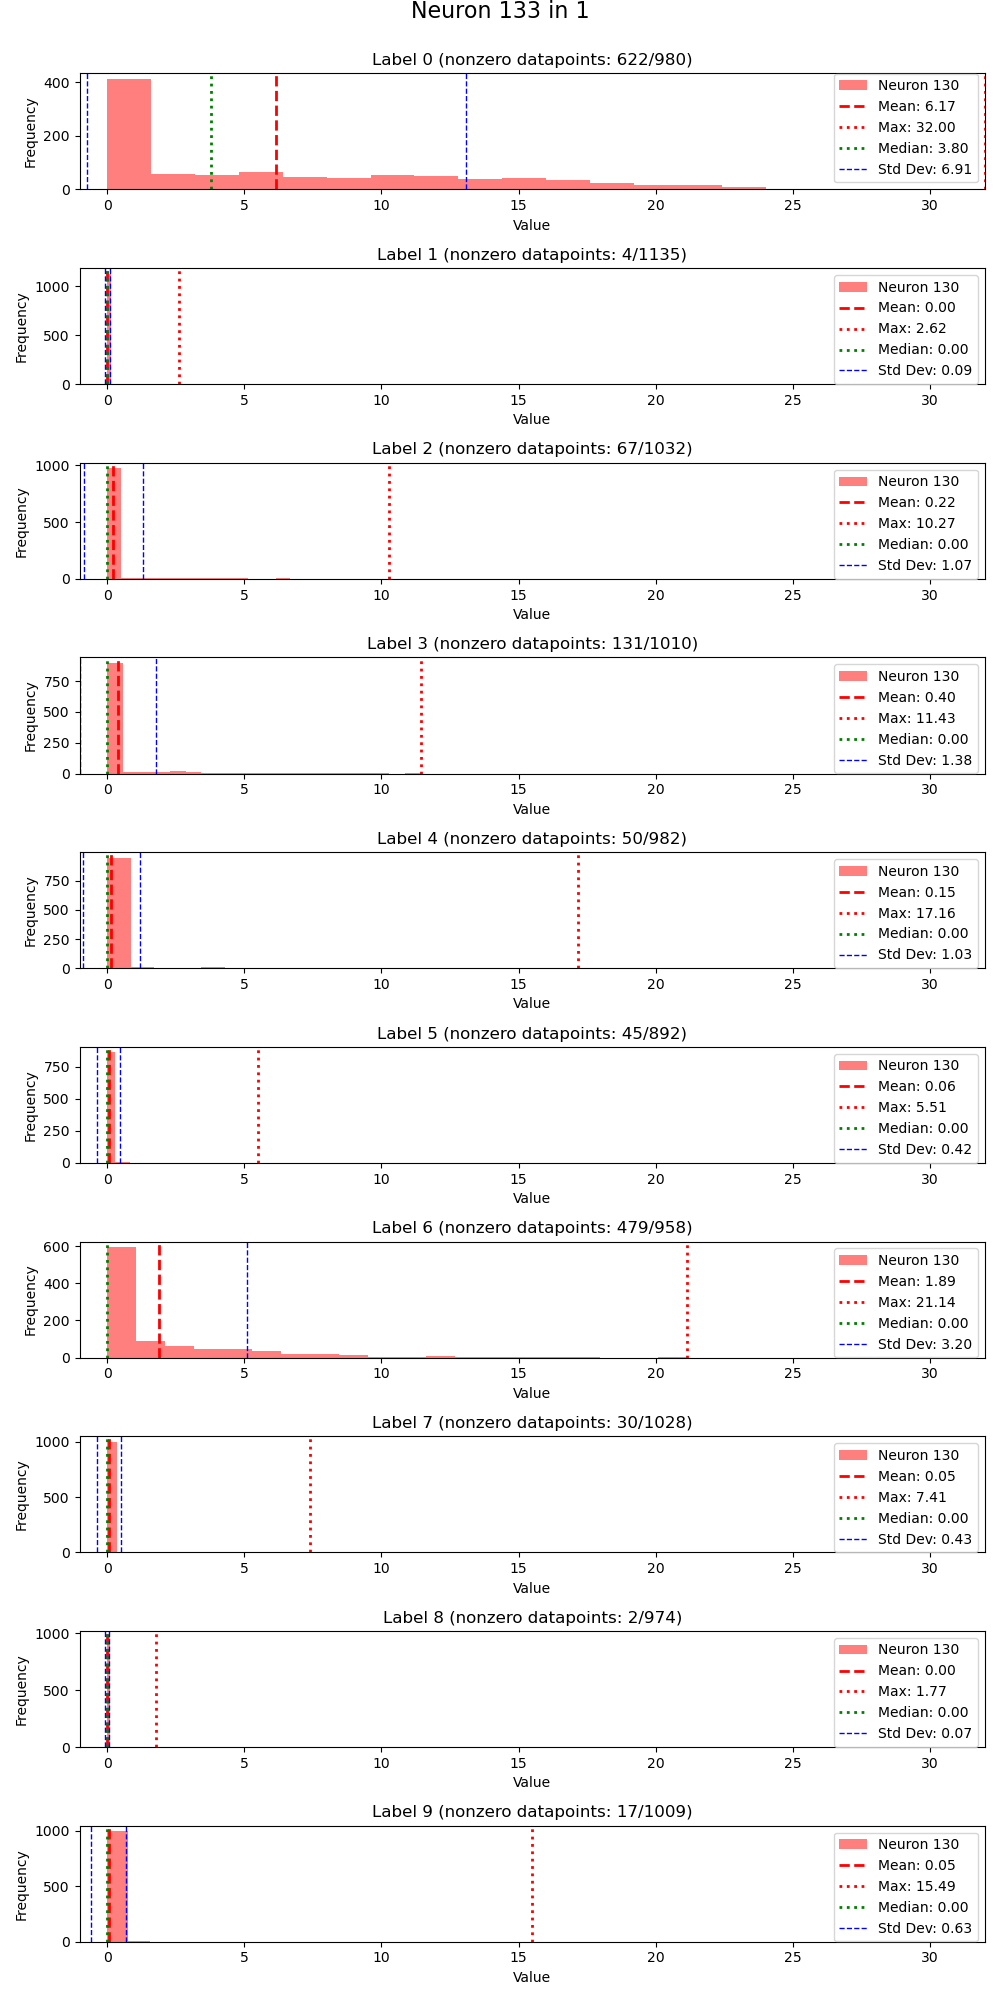 Neuron 133 in 1
Label 0 (nonzero datapoints: 622/980)
Frequency
400
200
0
Neuron 130
Mean: 6.17
Max: 32.00
Median: 3.80
Std Dev: 6.91
0 5 10 15 20 25 30
Value
Label 1 (nonzero datapoints: 4/1135)
Frequency
1000
500
0
Neuron 130
Mean: 0.00
Max: 2.62
Median: 0.00
Std Dev: 0.09
0 5 10 15 20 25 30
Value
Label 2 (nonzero datapoints: 67/1032)
Frequency
1000
500
0
Neuron 130
Mean: 0.22
Max: 10.27
Median: 0.00
Std Dev: 1.07
0 5 10 15 20 25 30
Value
Label 3 (nonzero datapoints: 131/1010)
Frequency
750
500
250
0
Neuron 130
Mean: 0.40
Max: 11.43
Median: 0.00
Std Dev: 1.38
0 5 10 15 20 25 30
Value
Label 4 (nonzero datapoints: 50/982)
Frequency
750
500
250
0
Neuron 130
Mean: 0.15
Max: 17.16
Median: 0.00
Std Dev: 1.03
0 5 10 15 20 25 30
Value
Label 5 (nonzero datapoints: 45/892)
Frequency
750
500
250
0
Neuron 130
Mean: 0.06
Max: 5.51
Median: 0.00
Std Dev: 0.42
0 5 10 15 20 25 30
Value
Label 6 (nonzero datapoints: 479/958)
Frequency
600
400
200
0
Neuron 130
Mean: 1.89
Max: 21.14
Median: 0.00
Std Dev: 3.20
0 5 10 15 20 25 30
Value
Label 7 (nonzero datapoints: 30/1028)
Frequency
1000
500
0
Neuron 130
Mean: 0.05
Max: 7.41
Median: 0.00
Std Dev: 0.43
0 5 10 15 20 25 30
Value
Label 8 (nonzero datapoints: 2/974)
Frequency
1000
500
0
Neuron 130
Mean: 0.00
Max: 1.77
Median: 0.00
Std Dev: 0.07
0 5 10 15 20 25 30
Value
Label 9 (nonzero datapoints: 17/1009)
Frequency
1000
500
0
Neuron 130
Mean: 0.05
Max: 15.49
Median: 0.00
Std Dev: 0.63
0 5 10 15 20 25 30
Value